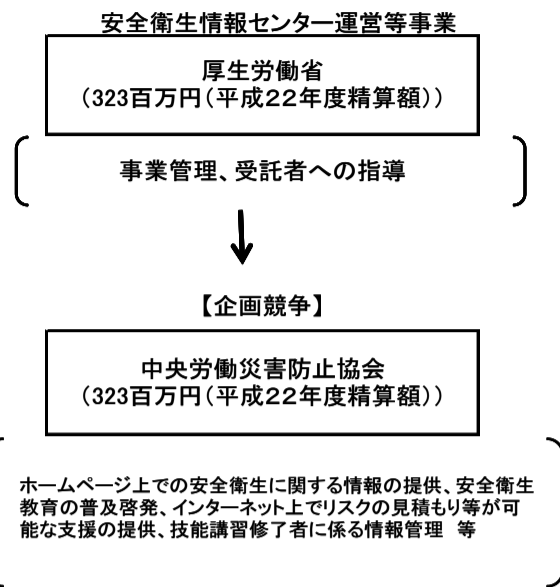 安全衛生情報センター運営等事業
厚生労働省
（323百万円（平成２２年度精算額））
事業管理、受託者への指導
【企画競争】
中央労働災害防止協会
（323百万円（平成２２年度精算額））
ホームページ上での安全衛生に関する情報の提供、安全衛生
教育の普及啓発、インターネット上でリスクの見積もり等が可
能な支援の提供、技能講習修了者に係る情報管理　等